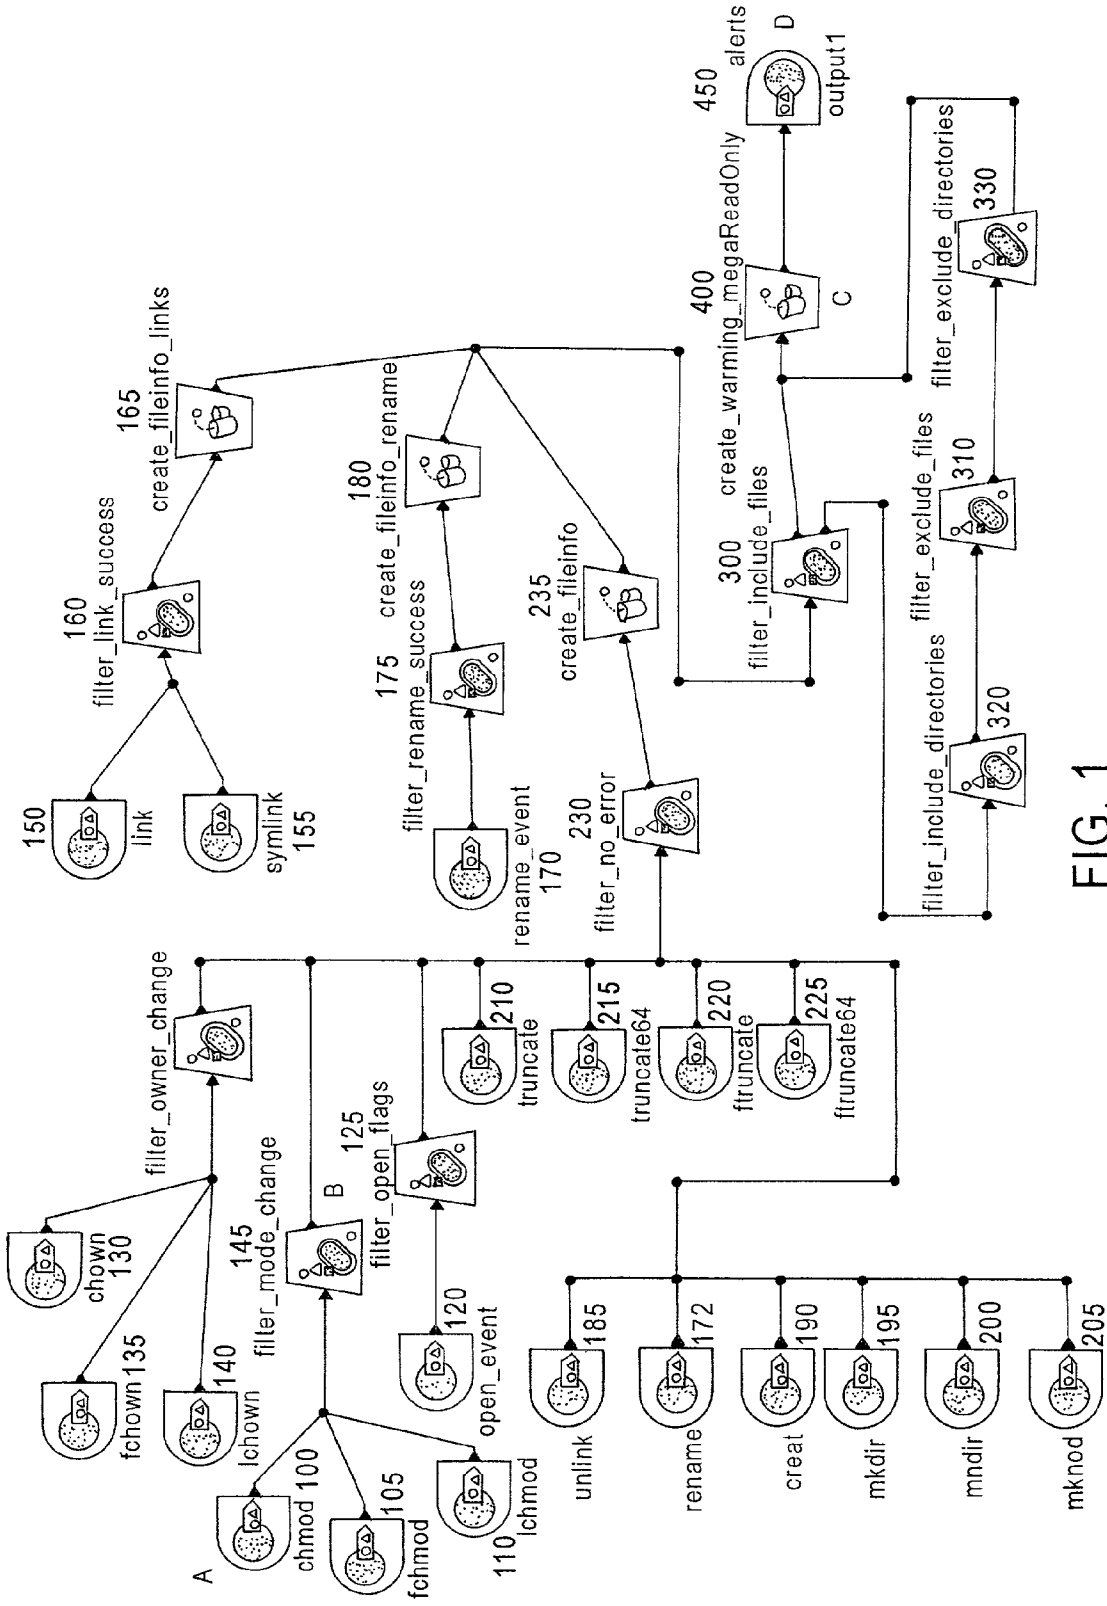 A
chmod 100
fchmod
105
110
lchmod
chown
130
fchown 135
140
lchown
145
filter_mode_change
B
filter_owner_change
120
open_event
125
filter_open_flags
unlink
185
rename
172
creat
190
mkdir
195
mndir
200
mknod
205
210
truncate
215
truncate64
220
ftruncate
225
ftruncate64
150
link
symlink
155
160
filter_link_success
165
create_fileinfo_links
rename_event
170
175
filter_rename_success
180
create_fileinfo_rename
230
filter_no_error
235
create_fileinfo
300
filter_include_files
filter_include_directories
320
filter_exclude_files
310
filter_exclude_directories
330
400
create_warming_megaReadOnly
C
450
alerts
D
output1
FIG. 1